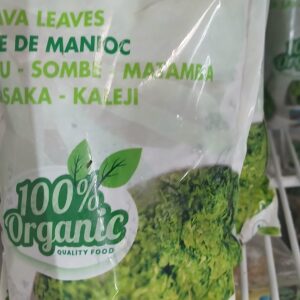 AVA LEAVES
E DE MANIOC
U - SOMBE - MATAMBA
SAKA - KALEJI
100%
Organic
QUALITY FOOD